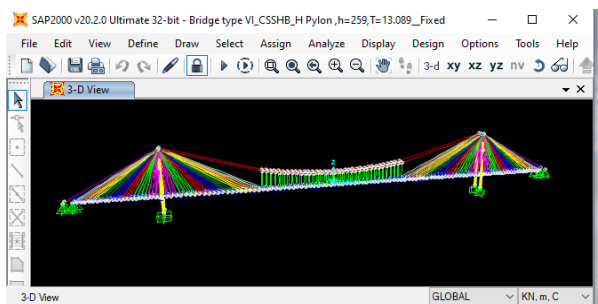 SAP2000 v20.2.0 Ultimate 32-bit - Bridge type VI_CSSHB_H Pylon ,h=259,T=13.089__Fixed
File Edit View Define Draw Select Assign Analyze Display Design Options Tools Help
3-d xy xz yz nv
3-D View
Z
3-D View GLOBAL KN, m, C